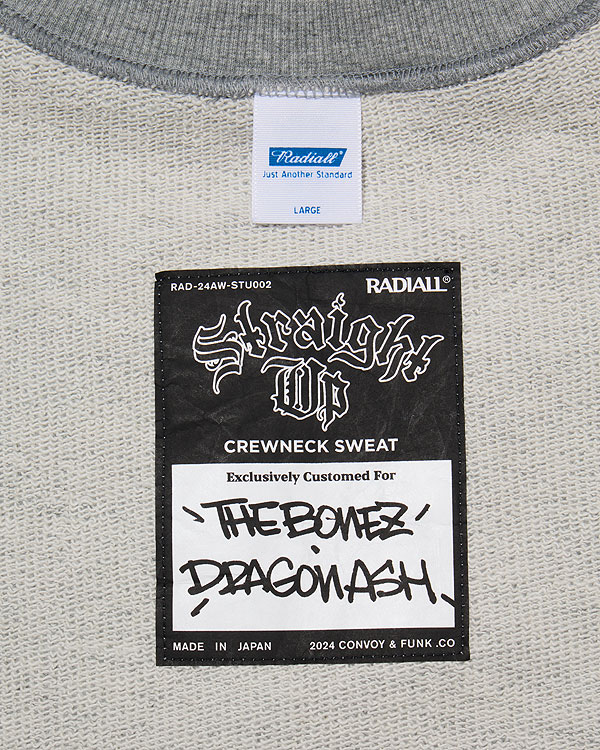 Radiall®
Just Another Standard
LARGE
RAD-24AW-STU002
RADIALL®
Straight
Up
CREWNECK SWEAT
Exclusively Customed For
THE BONEZ
DRAGON ASH
MADE IN JAPAN
2024 CONVOY & FUNK .CO